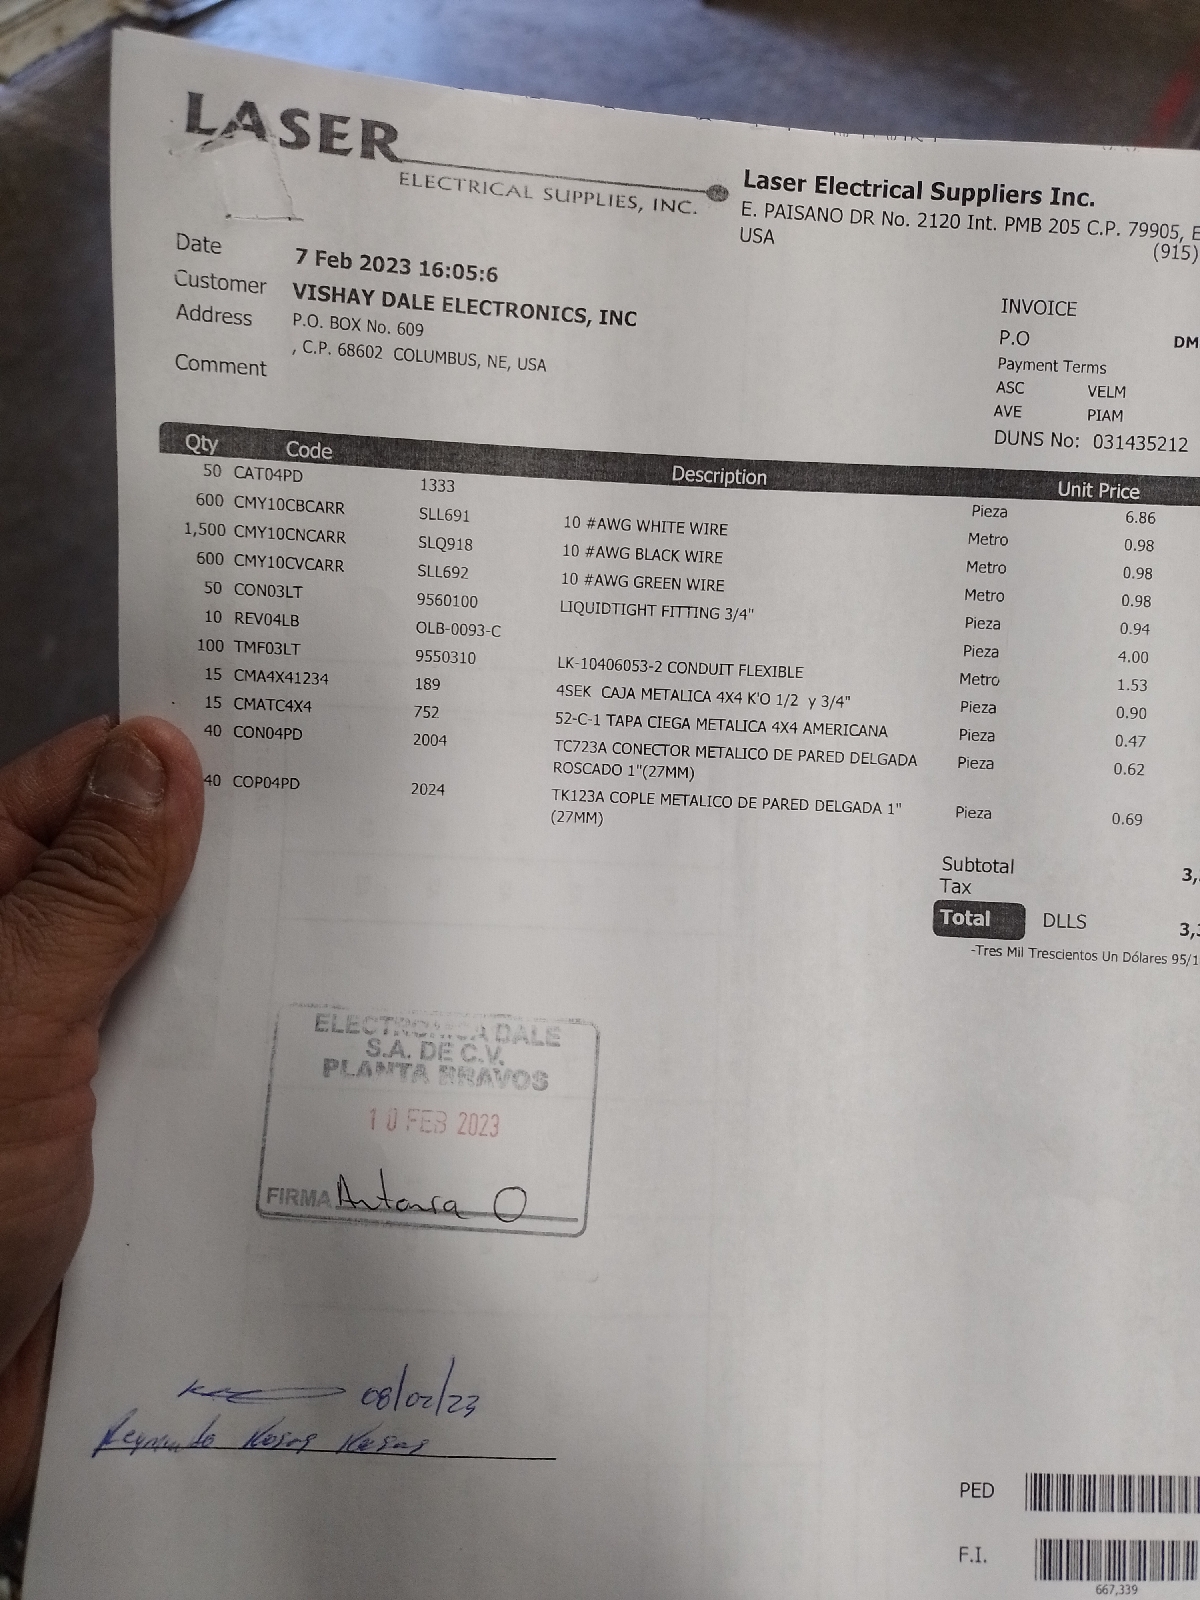 LASER
ELECTRICAL SUPPLIES, INC.
Laser Electrical Suppliers Inc.
E. PAISANO DR No. 2120 Int. PMB 205 C.P. 79905, E
USA
(915)
Date 7 Feb 2023 16:05:6
Customer VISHAY DALE ELECTRONICS, INC
Address P.O. BOX No. 609
, C.P. 68602 COLUMBUS, NE, USA
Comment
INVOICE
P.O DM
Payment Terms
ASC VELM
AVE PIAM
DUNS No: 031435212
Qty Code Description Unit Price
50 CAT04PD 1333 Pieza 6.86
600 CMY10CBCARR SLL691 10 #AWG WHITE WIRE Metro 0.98
1,500 CMY10CNCARR SLQ918 10 #AWG BLACK WIRE Metro 0.98
600 CMY10CVCARR SLL692 10 #AWG GREEN WIRE Metro 0.98
50 CON03LT 9560100 LIQUIDTIGHT FITTING 3/4" Pieza 0.94
10 REV04LB OLB-0093-C Pieza 4.00
100 TMF03LT 9550310 LK-10406053-2 CONDUIT FLEXIBLE Metro 1.53
15 CMA4X41234 189 4SEK CAJA METALICA 4X4 K'O 1/2 y 3/4" Pieza 0.90
15 CMATC4X4 752 52-C-1 TAPA CIEGA METALICA 4X4 AMERICANA Pieza 0.47
40 CON04PD 2004 TC723A CONECTOR METALICO DE PARED DELGADA Pieza 0.62
ROSCADO 1"(27MM)
40 COP04PD 2024 TK123A COPLE METALICO DE PARED DELGADA 1" Pieza 0.69
(27MM)
Subtotal 3,
Tax
Total DLLS 3,3
-Tres Mil Trescientos Un Dólares 95/1
ELECTRONICA DALE
S.A. DE C.V.
PLANTA BRAVOS
10 FEB 2023
FIRMA
08/02/23
Rosas Rosas
PED
F.I.
667,339